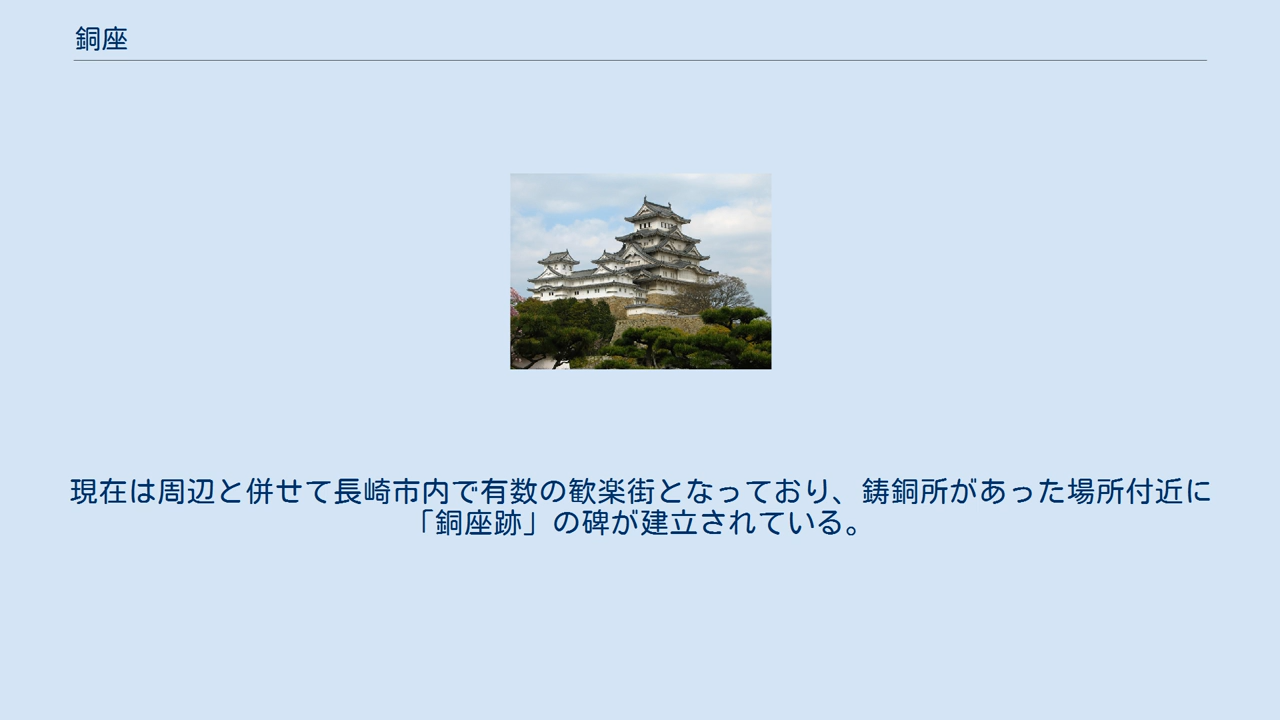 銅座
現在は周辺と併せて長崎市内で有数の歓楽街となっており、鋳銅所があった場所付近に
「銅座跡」の碑が建立されている。